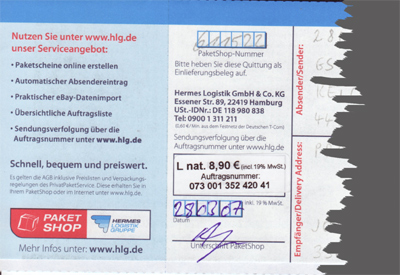 Nutzen Sie unter www.hlg.de
unser Serviceangebot:
• Paketscheine online erstellen
• Automatischer Absendereintrag
• Praktischer eBay-Datenimport
• Übersichtliche Auftragsliste
• Sendungsverfolgung über die
Auftragsnummer unter www.hlg.de
Schnell, bequem und preiswert.
Es gelten die AGB inklusive Preislisten und Verpackungs-
regelungen des PrivatPaketService. Diese erhalten Sie in
Ihrem PaketShop oder im Internet unter www.hlg.de.
PAKET
SHOP
HERMES
LOGISTIK
GRUPPE
Mehr Infos unter: www.hlg.de
PaketShop-Nummer
Bitte heben Sie diese Quittung als
Einlieferungsbeleg auf.
Hermes Logistik GmbH & Co. KG
Essener Str. 89, 22419 Hamburg
USt.-IDNr.: DE 118 980 838
Tel: 0900 1 311 211
Sendungsverfolgung über die
Auftragsnummer unter www.hlg.de
L nat. 8,90 € (incl. 19% MwSt.)
Auftragsnummer:
073 001 352 420 41
280307
inkl. 19 % MwSt.
Datum
Unterschrift PaketShop
Absender/Sender:
Empfänger/Delivery Address:
28